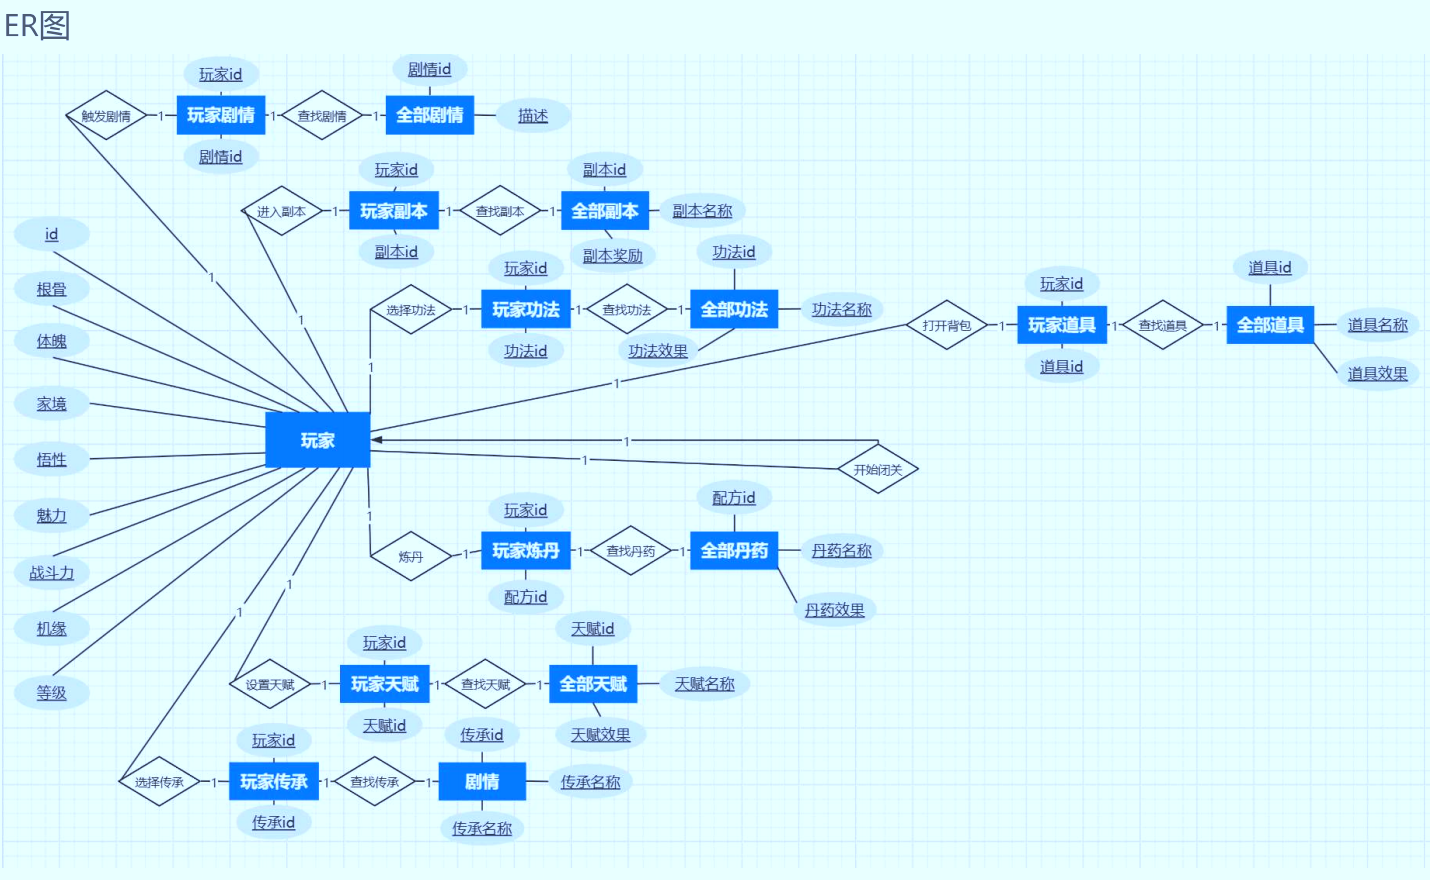 ER图
玩家id
剧情id
触发剧情
1
玩家剧情
1
查找剧情
1
全部剧情
描述
剧情id
玩家id
副本id
进入副本
1
玩家副本
1
查找副本
1
全部副本
副本名称
副本id
副本奖励
id
根骨
体魄
家境
悟性
魅力
战斗力
机缘
等级
1
1
玩家id
功法id
选择功法
1
玩家功法
1
查找功法
1
全部功法
功法名称
功法id
功法效果
1
玩家id
道具id
打开背包
1
玩家道具
1
查找道具
1
全部道具
道具名称
道具id
道具效果
1
玩家
1
1
开始闭关
1
玩家id
配方id
炼丹
1
玩家炼丹
1
查找丹药
1
全部丹药
丹药名称
配方id
丹药效果
1
1
玩家id
天赋id
设置天赋
1
玩家天赋
1
查找天赋
1
全部天赋
天赋名称
天赋id
天赋效果
玩家id
传承id
选择传承
1
玩家传承
1
查找传承
1
剧情
传承名称
传承id
传承名称